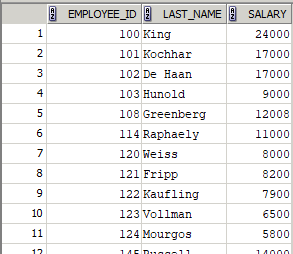 EMPLOYEE_ID LAST_NAME SALARY
1 100 King 24000
2 101 Kochhar 17000
3 102 De Haan 17000
4 103 Hunold 9000
5 108 Greenberg 12008
6 114 Raphaely 11000
7 120 Weiss 8000
8 121 Fripp 8200
9 122 Kaufling 7900
10 123 Vollman 6500
11 124 Mourgos 5800
12 145 Russell 14000